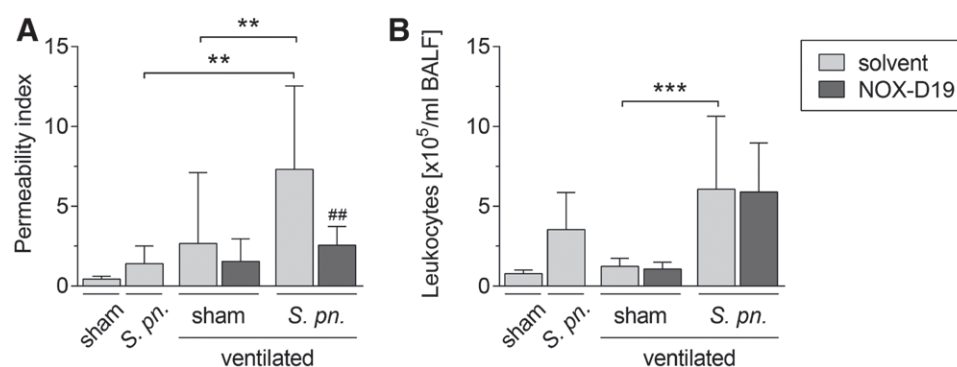 A
Permeability index
15
10
5
0
**
**
##
sham
S. pn.
sham
S. pn.
ventilated
B
Leukocytes [x10⁵/ml BALF]
15
10
5
0
***
sham
S. pn.
sham
S. pn.
ventilated
solvent
NOX-D19